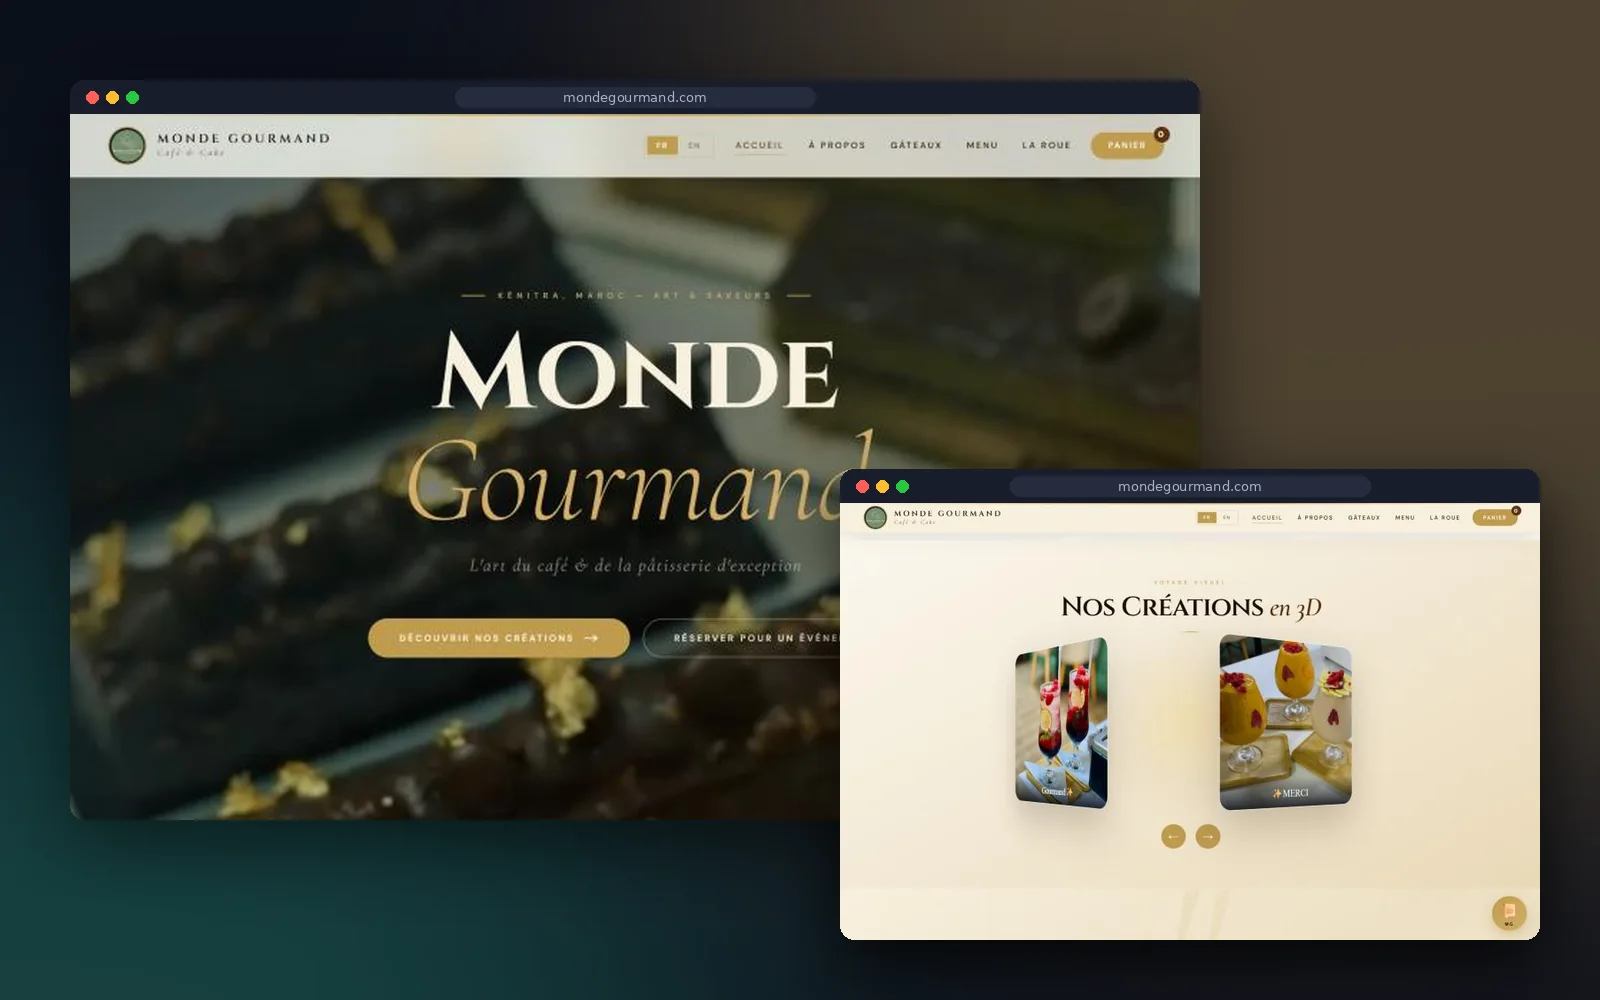 mondegourmand.com
MONDE GOURMAND
Café & Cake
FR EN ACCUEIL À PROPOS GÂTEAUX MENU LA ROUE PANIER 0
KÉNITRA, MAROC — ART & SAVEURS
MONDE
Gourmand
L'art du café & de la pâtisserie d'exception
DÉCOUVRIR NOS CRÉATIONS →
RÉSERVER POUR UN ÉVÉNE
mondegourmand.com
MONDE GOURMAND
Café & Cake
FR EN ACCUEIL À PROPOS GÂTEAUX MENU LA ROUE PANIER 0
VOYAGE VISUEL
NOS CRÉATIONS en 3D
Gourmand✨
✨MERCI
← →
MG